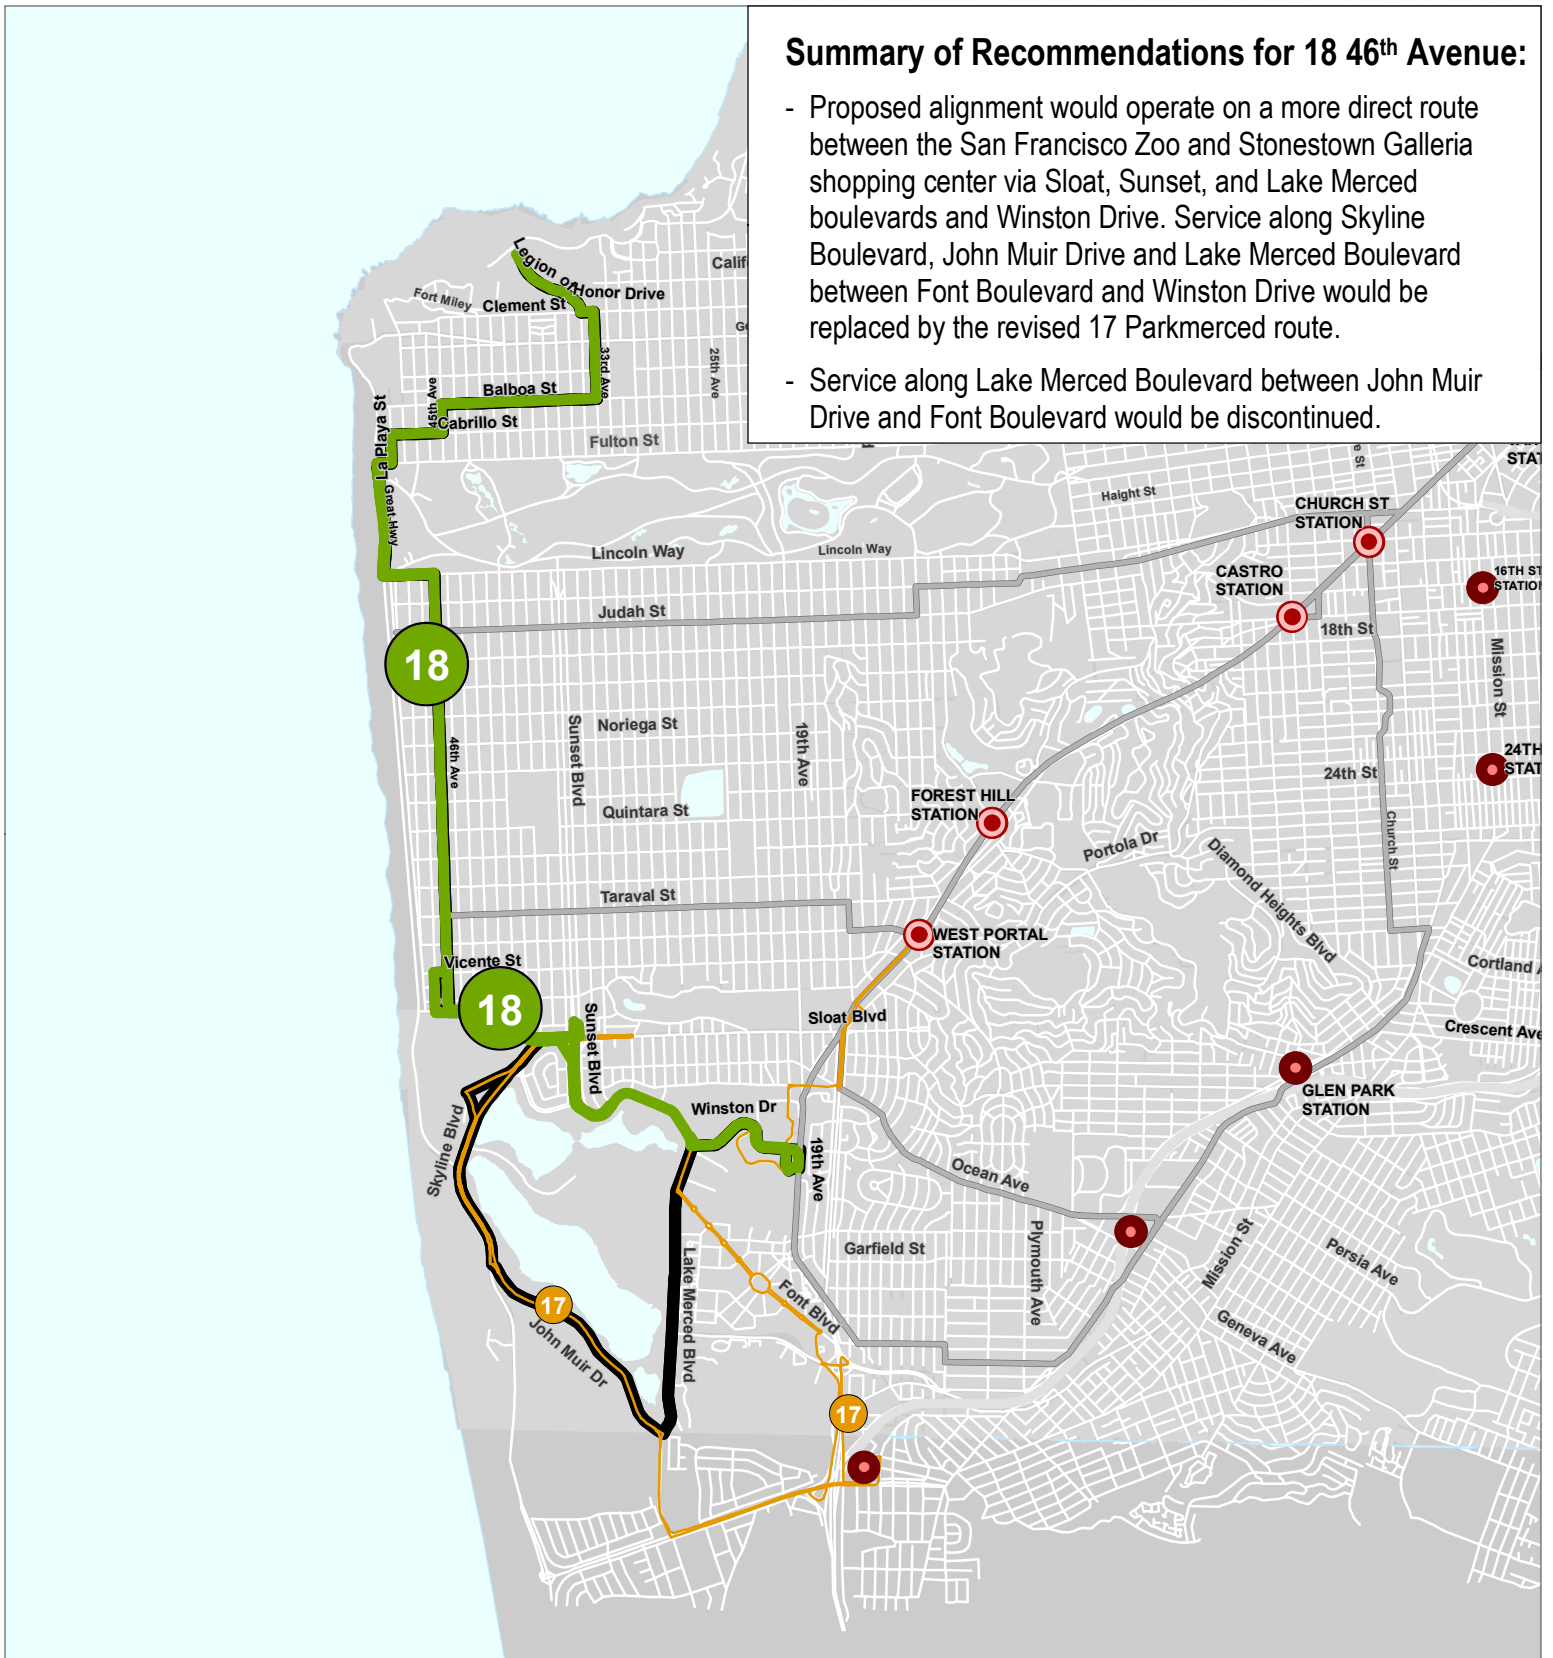 Summary of Recommendations for 18 46th Avenue:
- Proposed alignment would operate on a more direct route
between the San Francisco Zoo and Stonestown Galleria
shopping center via Sloat, Sunset, and Lake Merced
boulevards and Winston Drive. Service along Skyline
Boulevard, John Muir Drive and Lake Merced Boulevard
between Font Boulevard and Winston Drive would be
replaced by the revised 17 Parkmerced route.
- Service along Lake Merced Boulevard between John Muir
Drive and Font Boulevard would be discontinued.
Legion of Honor Drive
Calif
Fort Miley
Clement St
33rd Ave
25th Ave
45th Ave
Balboa St
Cabrillo St
La Playa St
Fulton St
Great Hwy
Haight St
CHURCH ST
STATION
Lincoln Way
Lincoln Way
CASTRO
STATION
16TH ST
STATION
Judah St
18th St
18
Mission St
Noriega St
Sunset Blvd
19th Ave
46th Ave
24TH
STAT
24th St
Quintara St
FOREST HILL
STATION
Portola Dr
Diamond Heights Blvd
Church St
Taraval St
WEST PORTAL
STATION
Vicente St
Cortland
18
Sloat Blvd
Sunset Blvd
Crescent Ave
GLEN PARK
STATION
Winston Dr
Skyline Blvd
19th Ave
Ocean Ave
Plymouth Ave
Garfield St
Mission St
Persia Ave
Lake Merced Blvd
Font Blvd
17
John Muir Dr
Geneva Ave
17